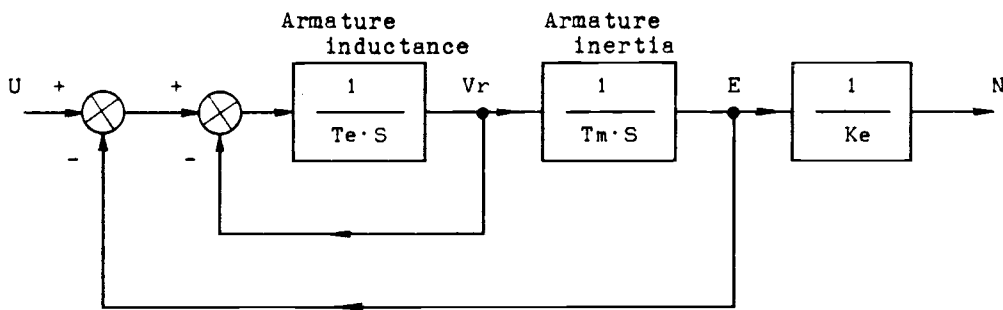 Armature
inductance
Armature
inertia
U + + 1 Vr 1 E 1 N
Te·S Tm·S Ke
- -